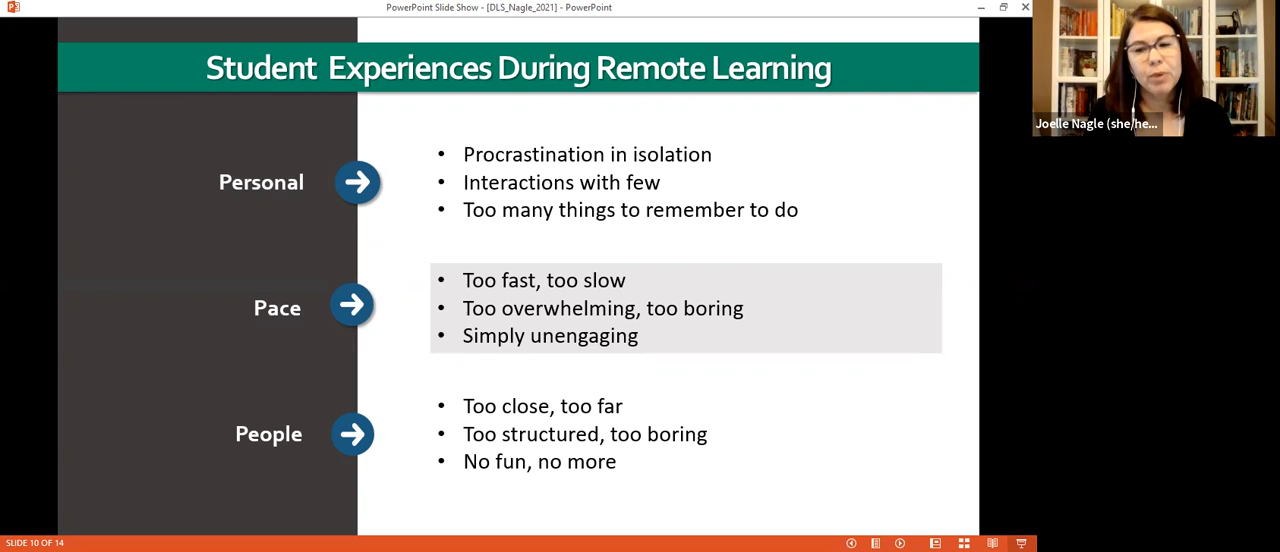 PowerPoint Slide Show - [DLS_Nagle_2021] - PowerPoint
Student Experiences During Remote Learning
Joelle Nagle (she/he...
Personal
• Procrastination in isolation
• Interactions with few
• Too many things to remember to do
Pace
• Too fast, too slow
• Too overwhelming, too boring
• Simply unengaging
People
• Too close, too far
• Too structured, too boring
• No fun, no more
SLIDE 10 OF 14